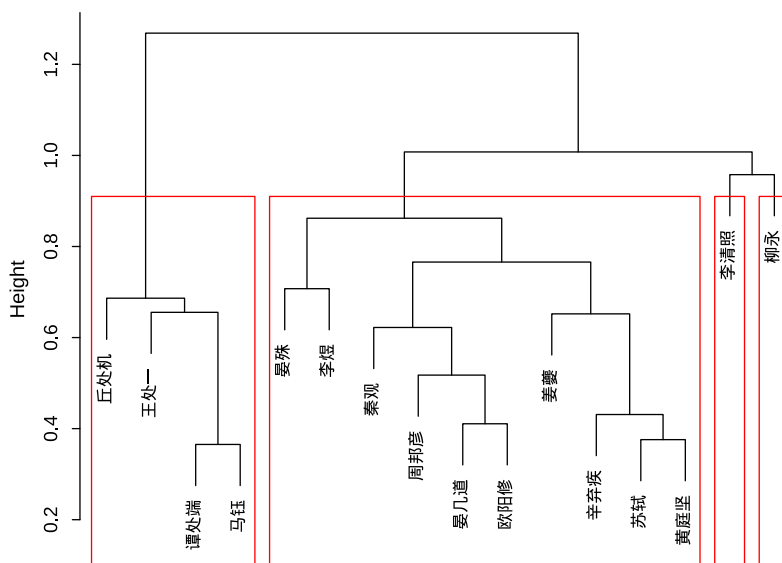 Height
1.2
1.0
0.8
0.6
0.4
0.2
丘处机
王处一
谭处端
马钰
晏殊
李煜
秦观
周邦彦
晏几道
欧阳修
姜夔
辛弃疾
苏轼
黄庭坚
李清照
柳永